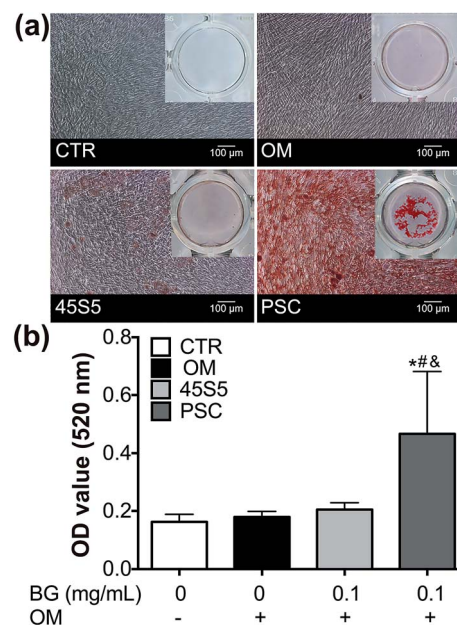 (a)
CTR 100 µm
OM 100 µm
45S5 100 µm
PSC 100 µm
(b)
OD value (520 nm)
0.8
0.6
0.4
0.2
0.0
CTR
OM
45S5
PSC
*#&
BG (mg/mL) 0 0 0.1 0.1
OM - + + +